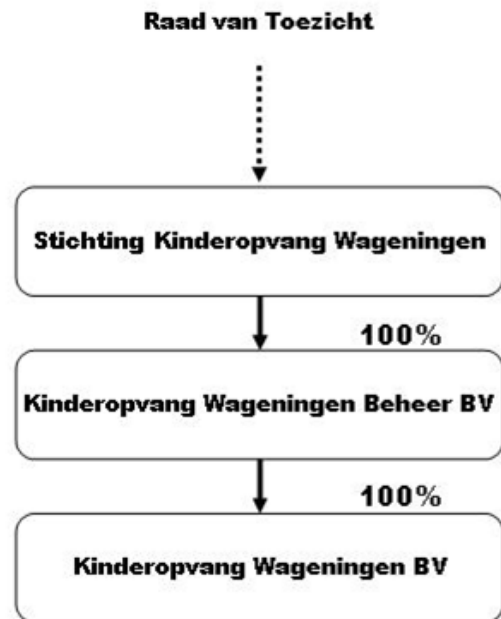 Raad van Toezicht
Stichting Kinderopvang Wageningen
100%
Kinderopvang Wageningen Beheer BV
100%
Kinderopvang Wageningen BV